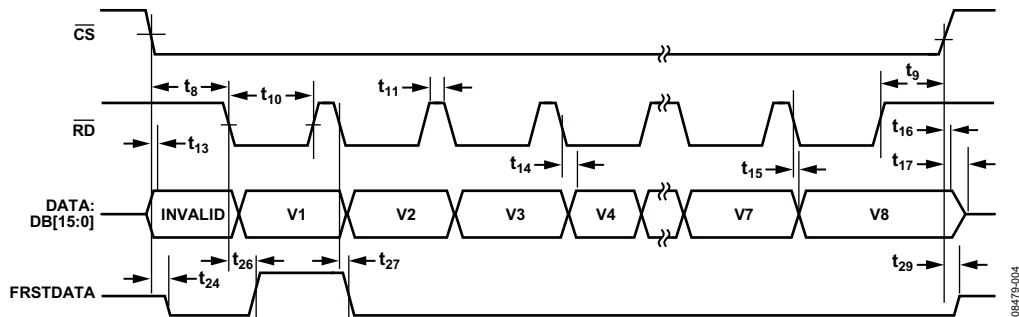 CS
t8
t10
t11
t9
RD
t13
t14
t15
t16
t17
DATA:
DB[15:0]
INVALID
V1
V2
V3
V4
V7
V8
t24
t26
t27
t29
FRSTDATA
08479-004